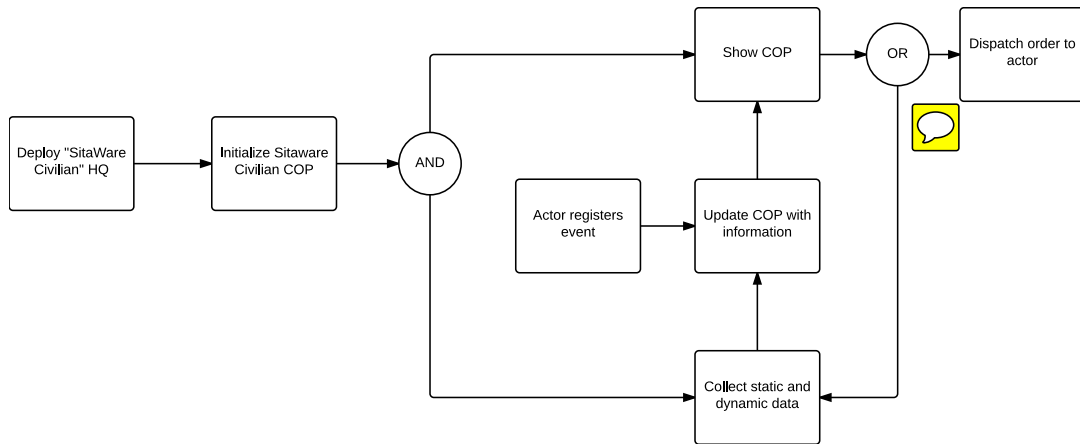 Deploy "SitaWare
Civilian" HQ
Initialize Sitaware
Civilian COP
AND
Show COP
OR
Dispatch order to
actor
Actor registers
event
Update COP with
information
Collect static and
dynamic data